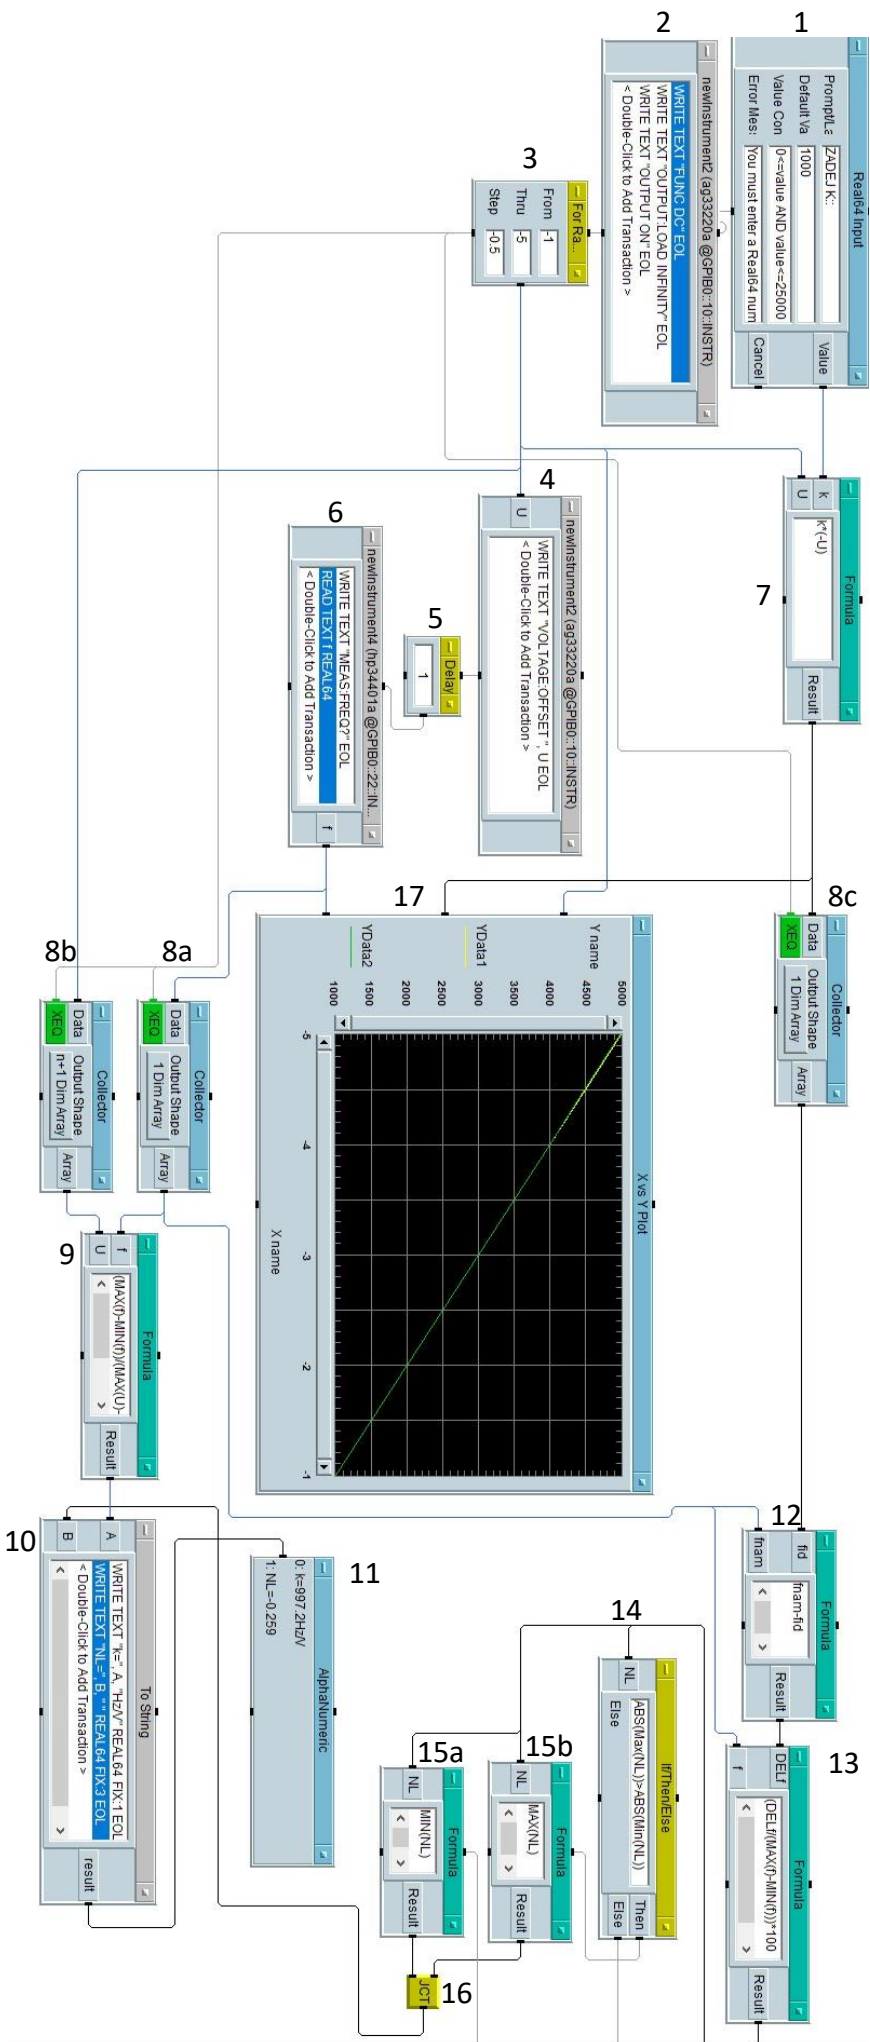 1
Real64 Input
Prompt/La
ZADEJ K::
Default Va
1000
Value Con
0<=value AND value<=25000
Error Mes:
You must enter a Real64 num
Value
Cancel
2
newInstrument2 (ag33220a @GPIB0::10::INSTR)
WRITE TEXT "FUNC DC" EOL
WRITE TEXT "OUTPUT:LOAD INFINITY" EOL
WRITE TEXT "OUTPUT ON" EOL
< Double-Click to Add Transaction >
3
For Ra...
From -1
Thru -5
Step -0.5
4
newInstrument2 (ag33220a @GPIB0::10::INSTR)
U
WRITE TEXT "VOLTAGE:OFFSET ", U EOL
< Double-Click to Add Transaction >
5
Delay
1
6
newInstrument4 (hp34401a @GPIB0::22::IN...
WRITE TEXT "MEAS:FREQ?" EOL
READ TEXT f REAL64
< Double-Click to Add Transaction >
f
7
Formula
k
U
k*(-U)
Result
8c
Collector
Data
XEQ
Output Shape
1 Dim Array
Array
17
X vs Y Plot
Y name
YData1
YData2
5000
4500
4000
3500
3000
2500
2000
1500
1000
-5
-4
-3
-2
-1
X name
8a
Collector
Data
XEQ
Output Shape
1 Dim Array
Array
8b
Collector
Data
XEQ
Output Shape
n+1 Dim Array
Array
9
Formula
f
U
(MAX(f)-MIN(f))/(MAX(U)-
Result
10
To String
A
B
WRITE TEXT "k=", A, "Hz/V" REAL64 FIX:1 EOL
WRITE TEXT "NL=", B, " " REAL64 FIX:3 EOL
< Double-Click to Add Transaction >
result
11
AlphaNumeric
0: k=997.2Hz/V
1: NL=-0.259
12
Formula
fid
fnam
fnam-fid
Result
13
Formula
DELf
f
(DELf/(MAX(f)-MIN(f)))*100
Result
14
If/Then/Else
NL
ABS(Max(NL))>ABS(Min(NL))
Else
Then
Else
15b
Formula
NL
MAX(NL)
Result
15a
Formula
NL
MIN(NL)
Result
16
JCT